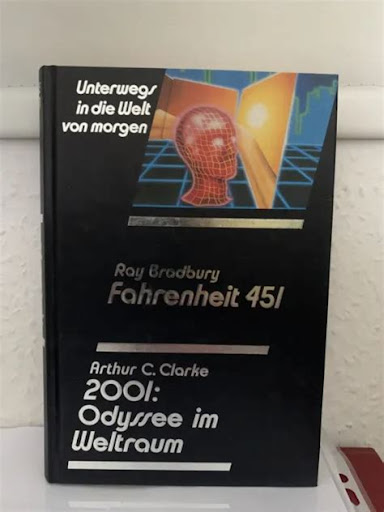 Unterwegs
in die Welt
von morgen
Ray Bradbury
Fahrenheit 451
Arthur C. Clarke
2001:
Odyssee im
Weltraum